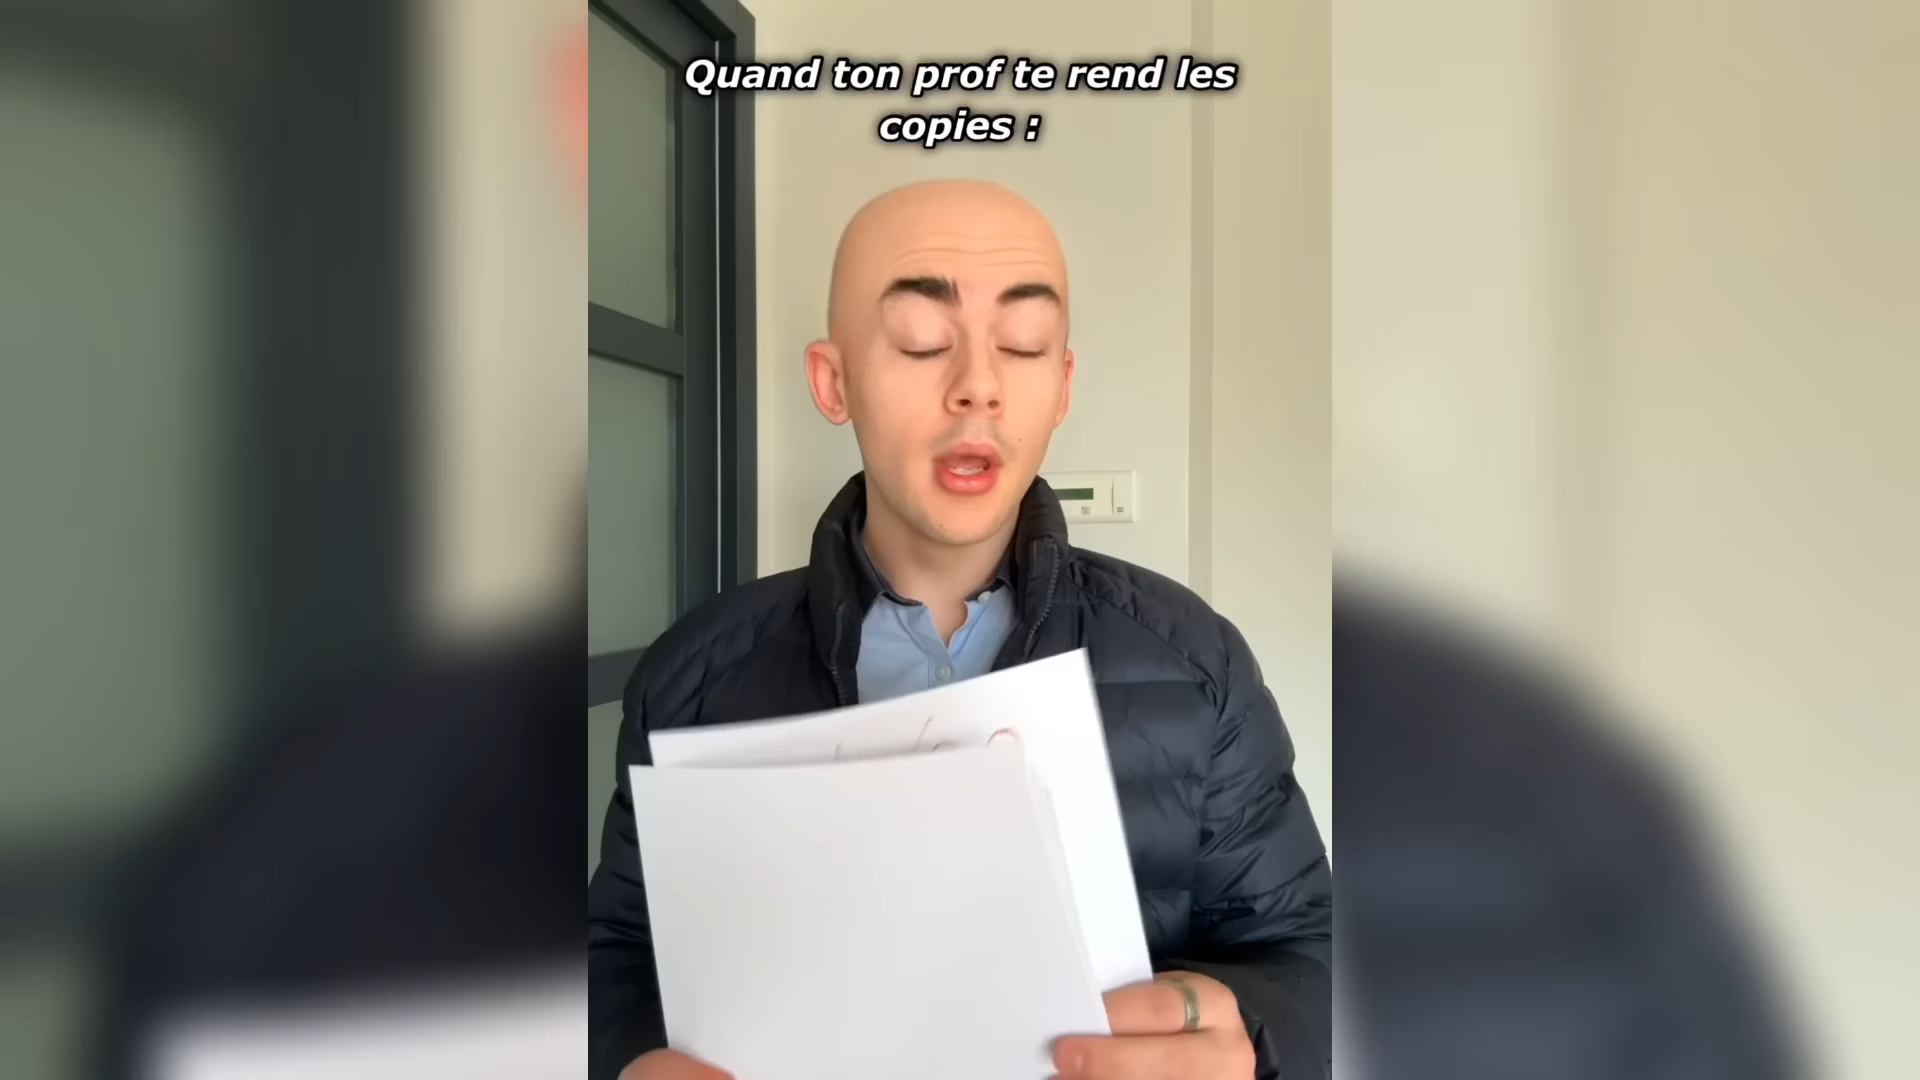 Quand ton prof te rend les
copies :